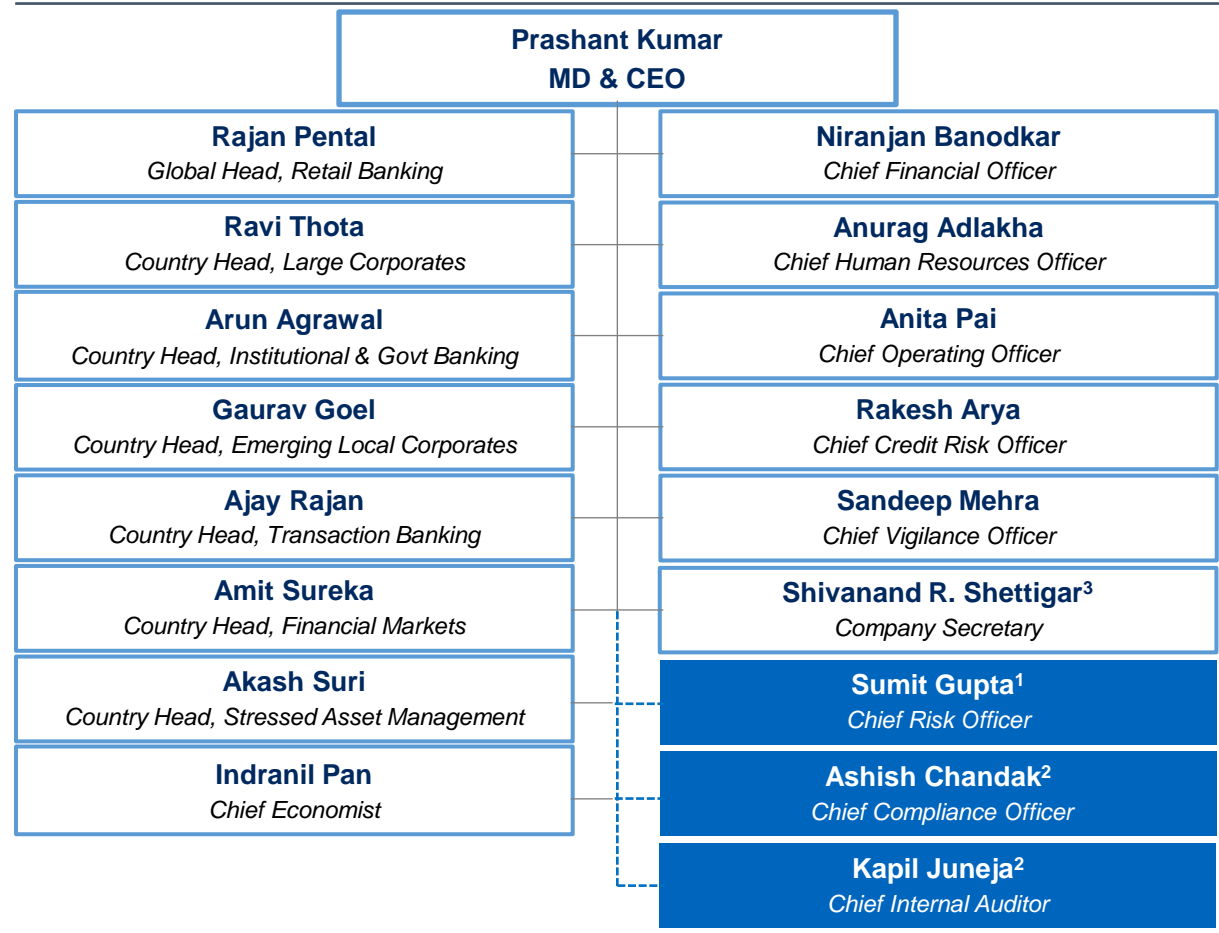 Prashant Kumar
MD & CEO
Rajan Pental
Global Head, Retail Banking
Niranjan Banodkar
Chief Financial Officer
Ravi Thota
Country Head, Large Corporates
Anurag Adlakha
Chief Human Resources Officer
Arun Agrawal
Country Head, Institutional & Govt Banking
Anita Pai
Chief Operating Officer
Gaurav Goel
Country Head, Emerging Local Corporates
Rakesh Arya
Chief Credit Risk Officer
Ajay Rajan
Country Head, Transaction Banking
Sandeep Mehra
Chief Vigilance Officer
Amit Sureka
Country Head, Financial Markets
Shivanand R. Shettigar³
Company Secretary
Akash Suri
Country Head, Stressed Asset Management
Sumit Gupta¹
Chief Risk Officer
Indranil Pan
Chief Economist
Ashish Chandak²
Chief Compliance Officer
Kapil Juneja²
Chief Internal Auditor